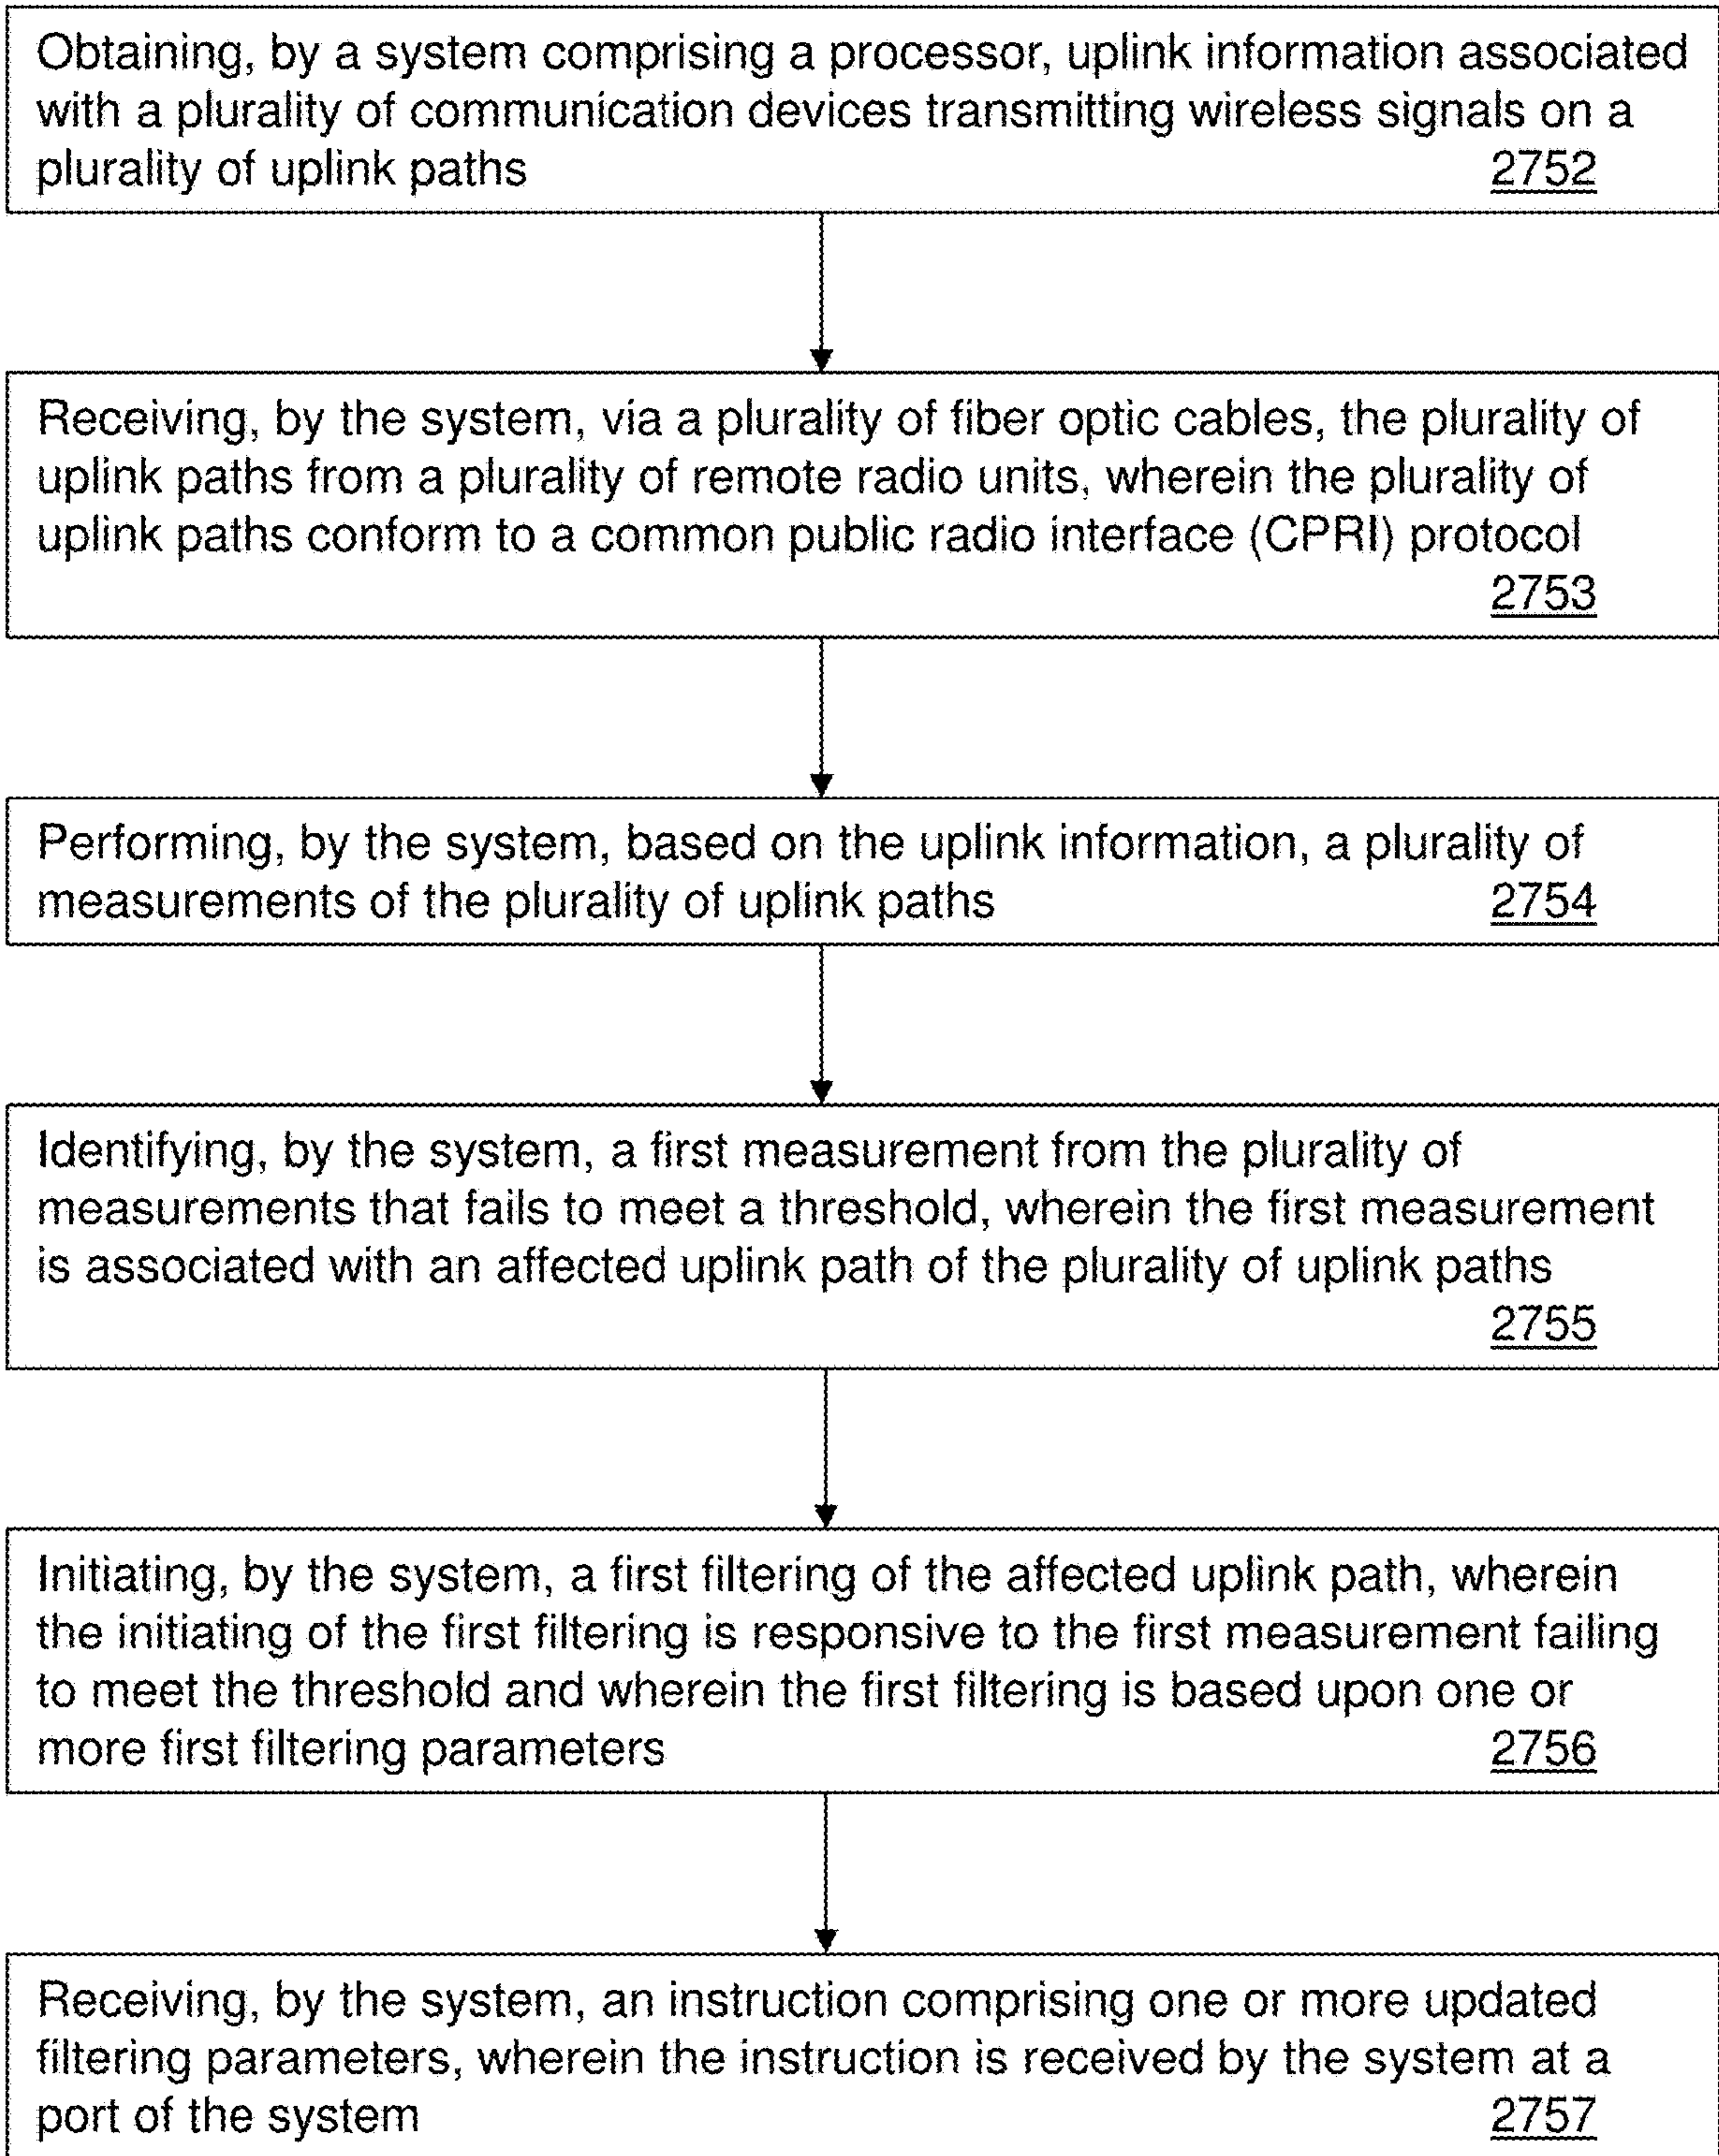 Obtaining, by a system comprising a processor, uplink information associated
with a plurality of communication devices transmitting wireless signals on a
plurality of uplink paths 2752
Receiving, by the system, via a plurality of fiber optic cables, the plurality of
uplink paths from a plurality of remote radio units, wherein the plurality of
uplink paths conform to a common public radio interface (CPRI) protocol
2753
Performing, by the system, based on the uplink information, a plurality of
measurements of the plurality of uplink paths 2754
Identifying, by the system, a first measurement from the plurality of
measurements that fails to meet a threshold, wherein the first measurement
is associated with an affected uplink path of the plurality of uplink paths
2755
Initiating, by the system, a first filtering of the affected uplink path, wherein
the initiating of the first filtering is responsive to the first measurement failing
to meet the threshold and wherein the first filtering is based upon one or
more first filtering parameters 2756
Receiving, by the system, an instruction comprising one or more updated
filtering parameters, wherein the instruction is received by the system at a
port of the system 2757